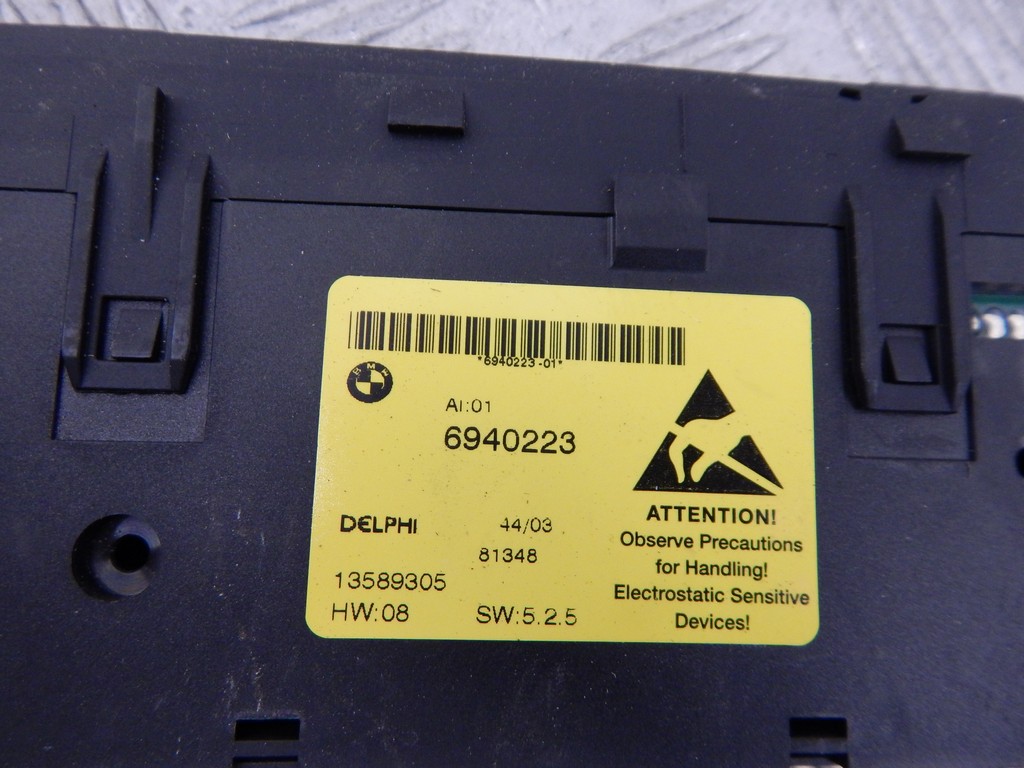 *6940223-01*
BMW
AI:01
6940223
DELPHI 44/03
81348
13589305
HW:08 SW:5.2.5
ATTENTION!
Observe Precautions
for Handling!
Electrostatic Sensitive
Devices!